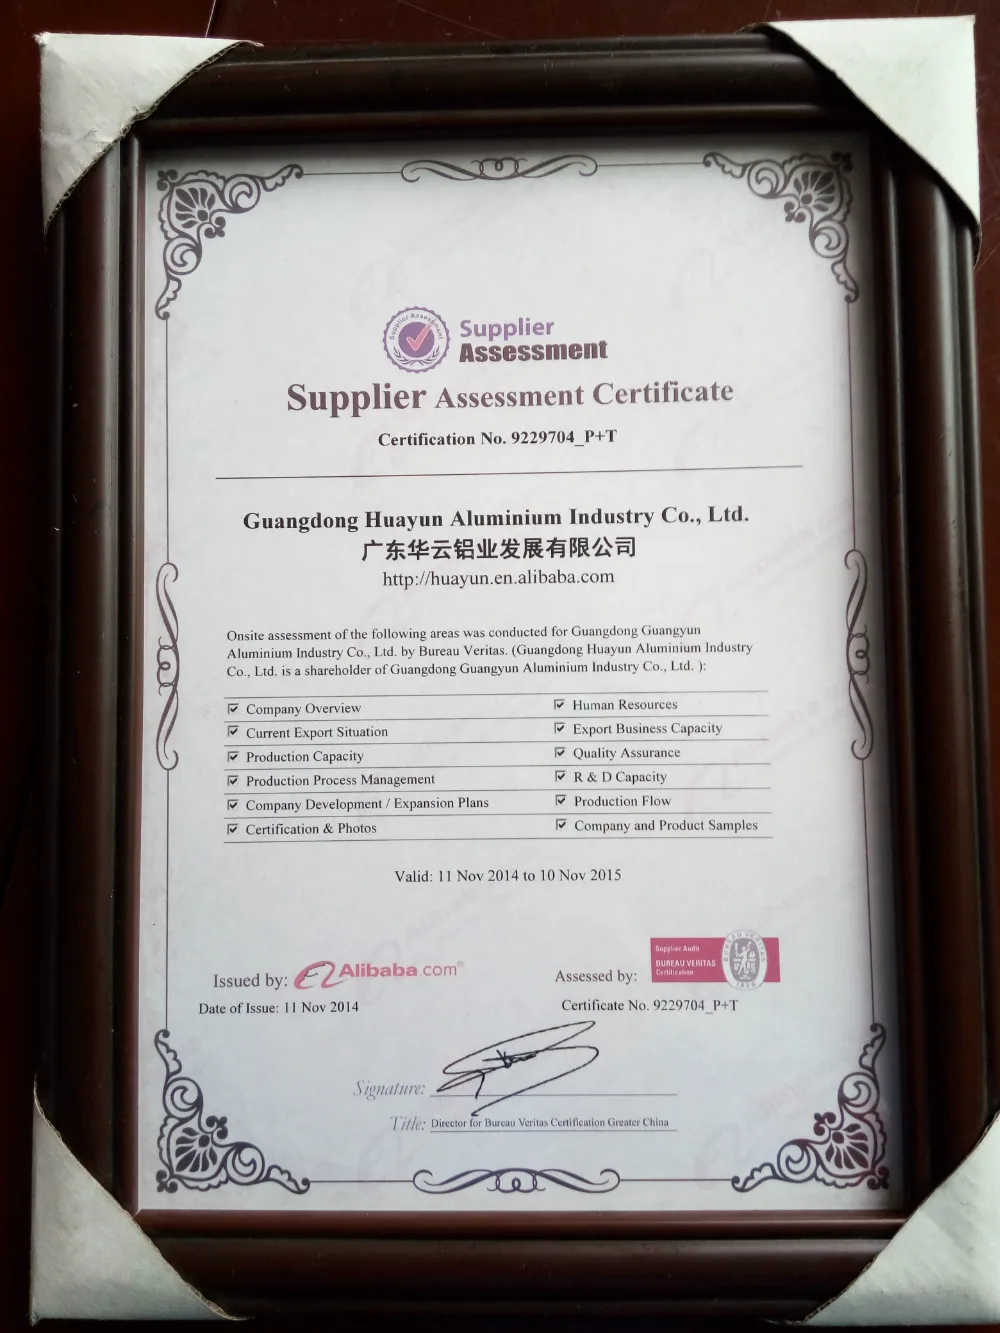 Supplier Assessment
Supplier
Assessment
Supplier Assessment Certificate
Certification No. 9229704_P+T
Guangdong Huayun Aluminium Industry Co., Ltd.
广东华云铝业发展有限公司
http://huayun.en.alibaba.com
Onsite assessment of the following areas was conducted for Guangdong Guangyun
Aluminium Industry Co., Ltd. by Bureau Veritas. (Guangdong Huayun Aluminium Industry
Co., Ltd. is a shareholder of Guangdong Guangyun Aluminium Industry Co., Ltd. ):
Company Overview
Human Resources
Current Export Situation
Export Business Capacity
Production Capacity
Quality Assurance
Production Process Management
R & D Capacity
Company Development / Expansion Plans
Production Flow
Certification & Photos
Company and Product Samples
Valid: 11 Nov 2014 to 10 Nov 2015
Issued by: Alibaba.com®
Date of Issue: 11 Nov 2014
Assessed by:
Supplier Audit
BUREAU VERITAS
Certification
BUREAU VERITAS
1828
Certificate No. 9229704_P+T
Signature:
Title: Director for Bureau Veritas Certification Greater China